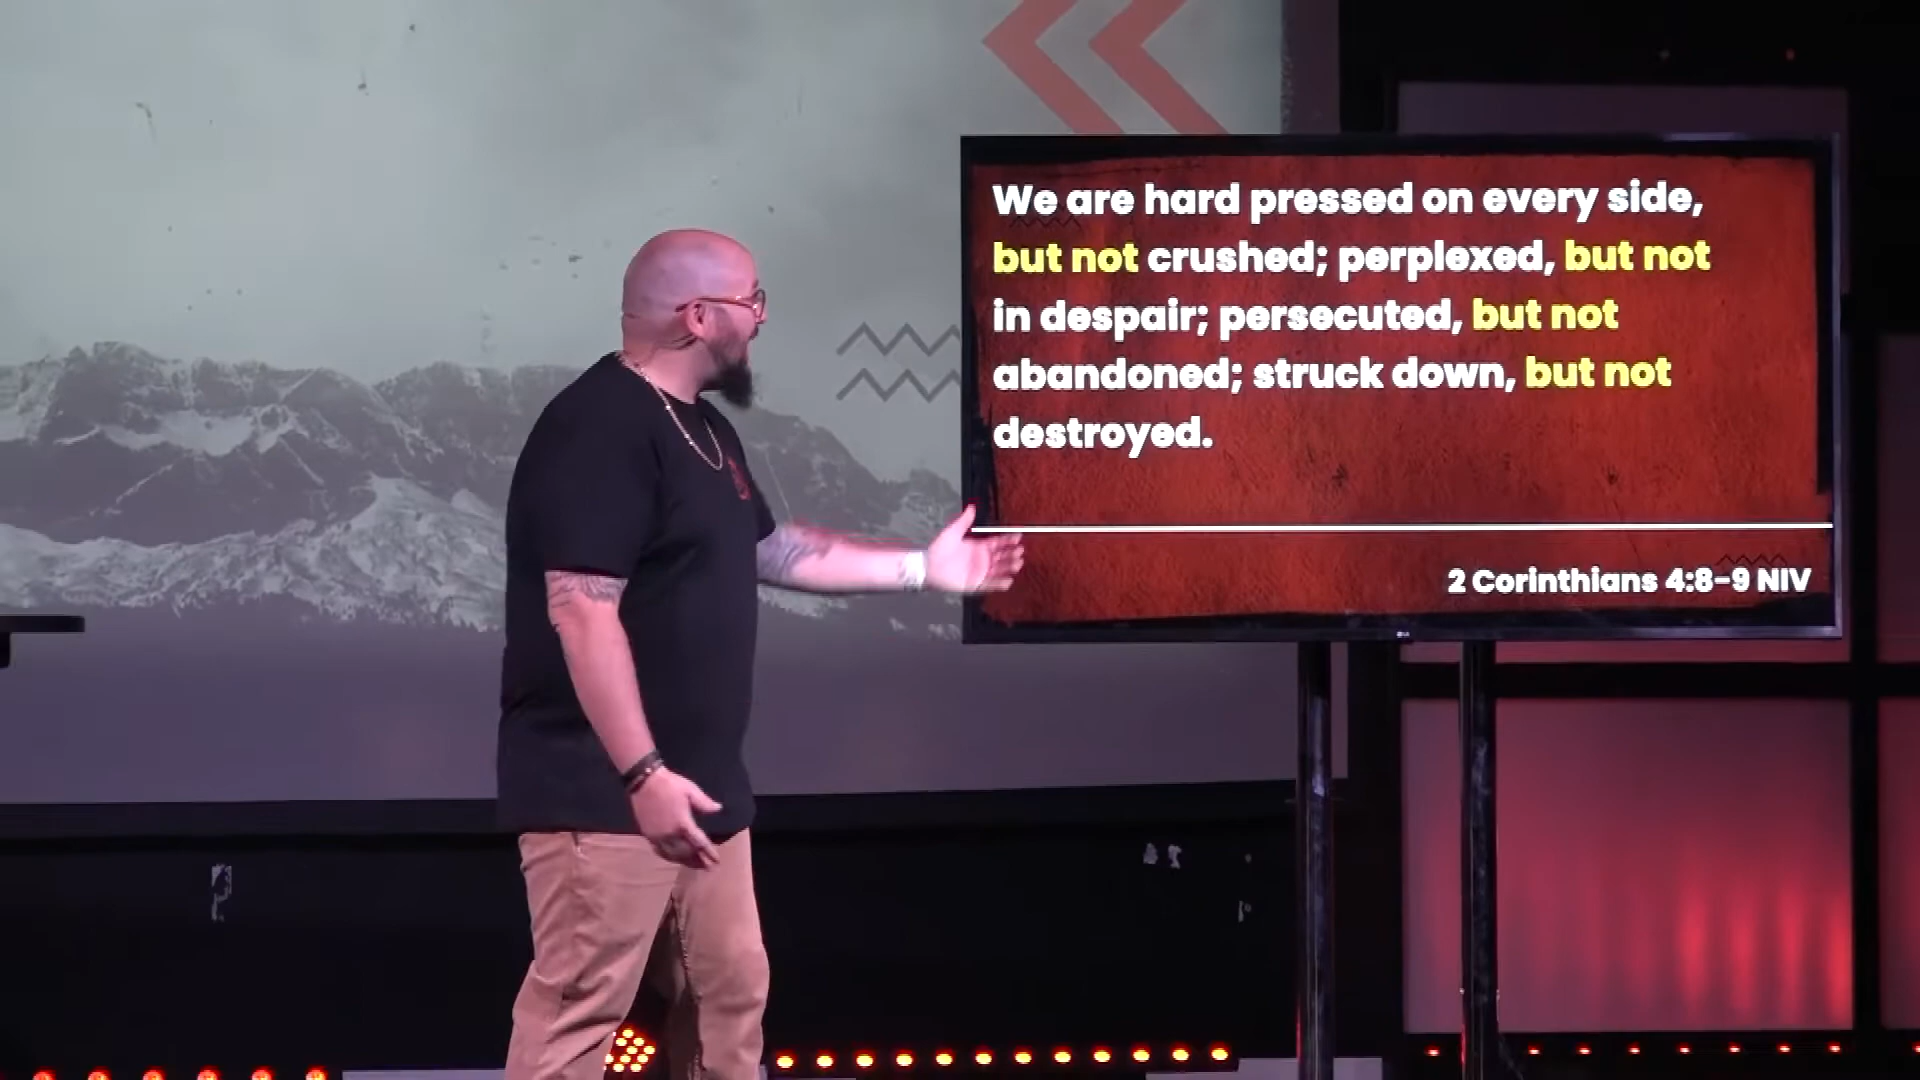 We are hard pressed on every side,
but not crushed; perplexed, but not
in despair; persecuted, but not
abandoned; struck down, but not
destroyed.
2 Corinthians 4:8-9 NIV
LG